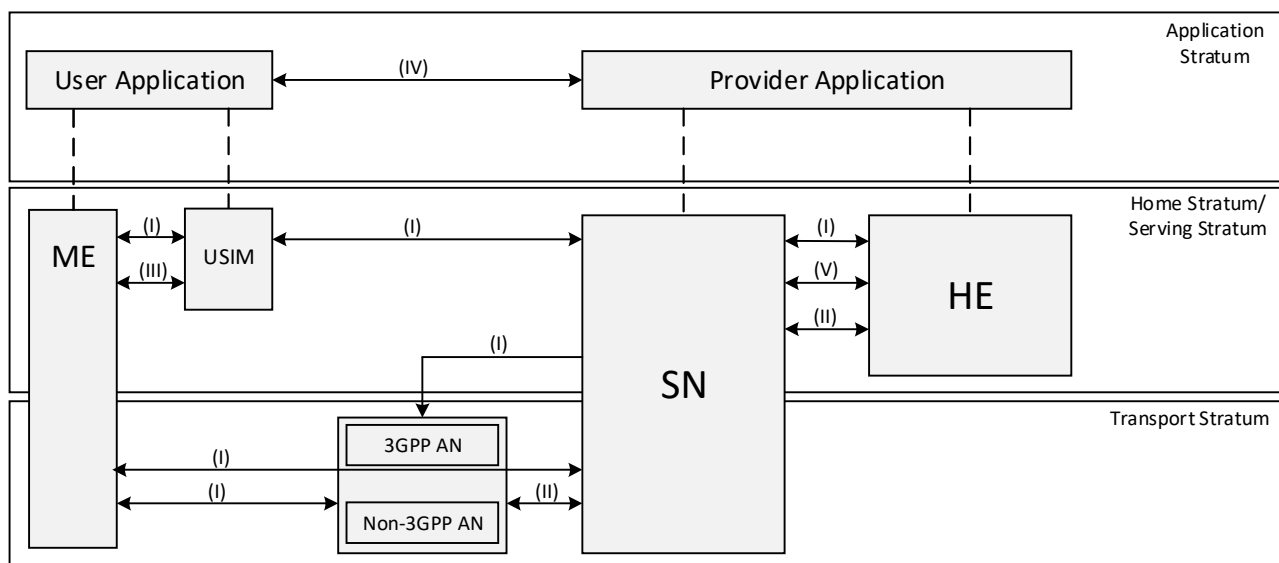 Application
Stratum
User Application
(IV)
Provider Application
Home Stratum/
Serving Stratum
ME
(I)
(III)
USIM
(I)
(I)
(V)
(II)
HE
(I)
SN
Transport Stratum
3GPP AN
(I)
(I)
(II)
Non-3GPP AN